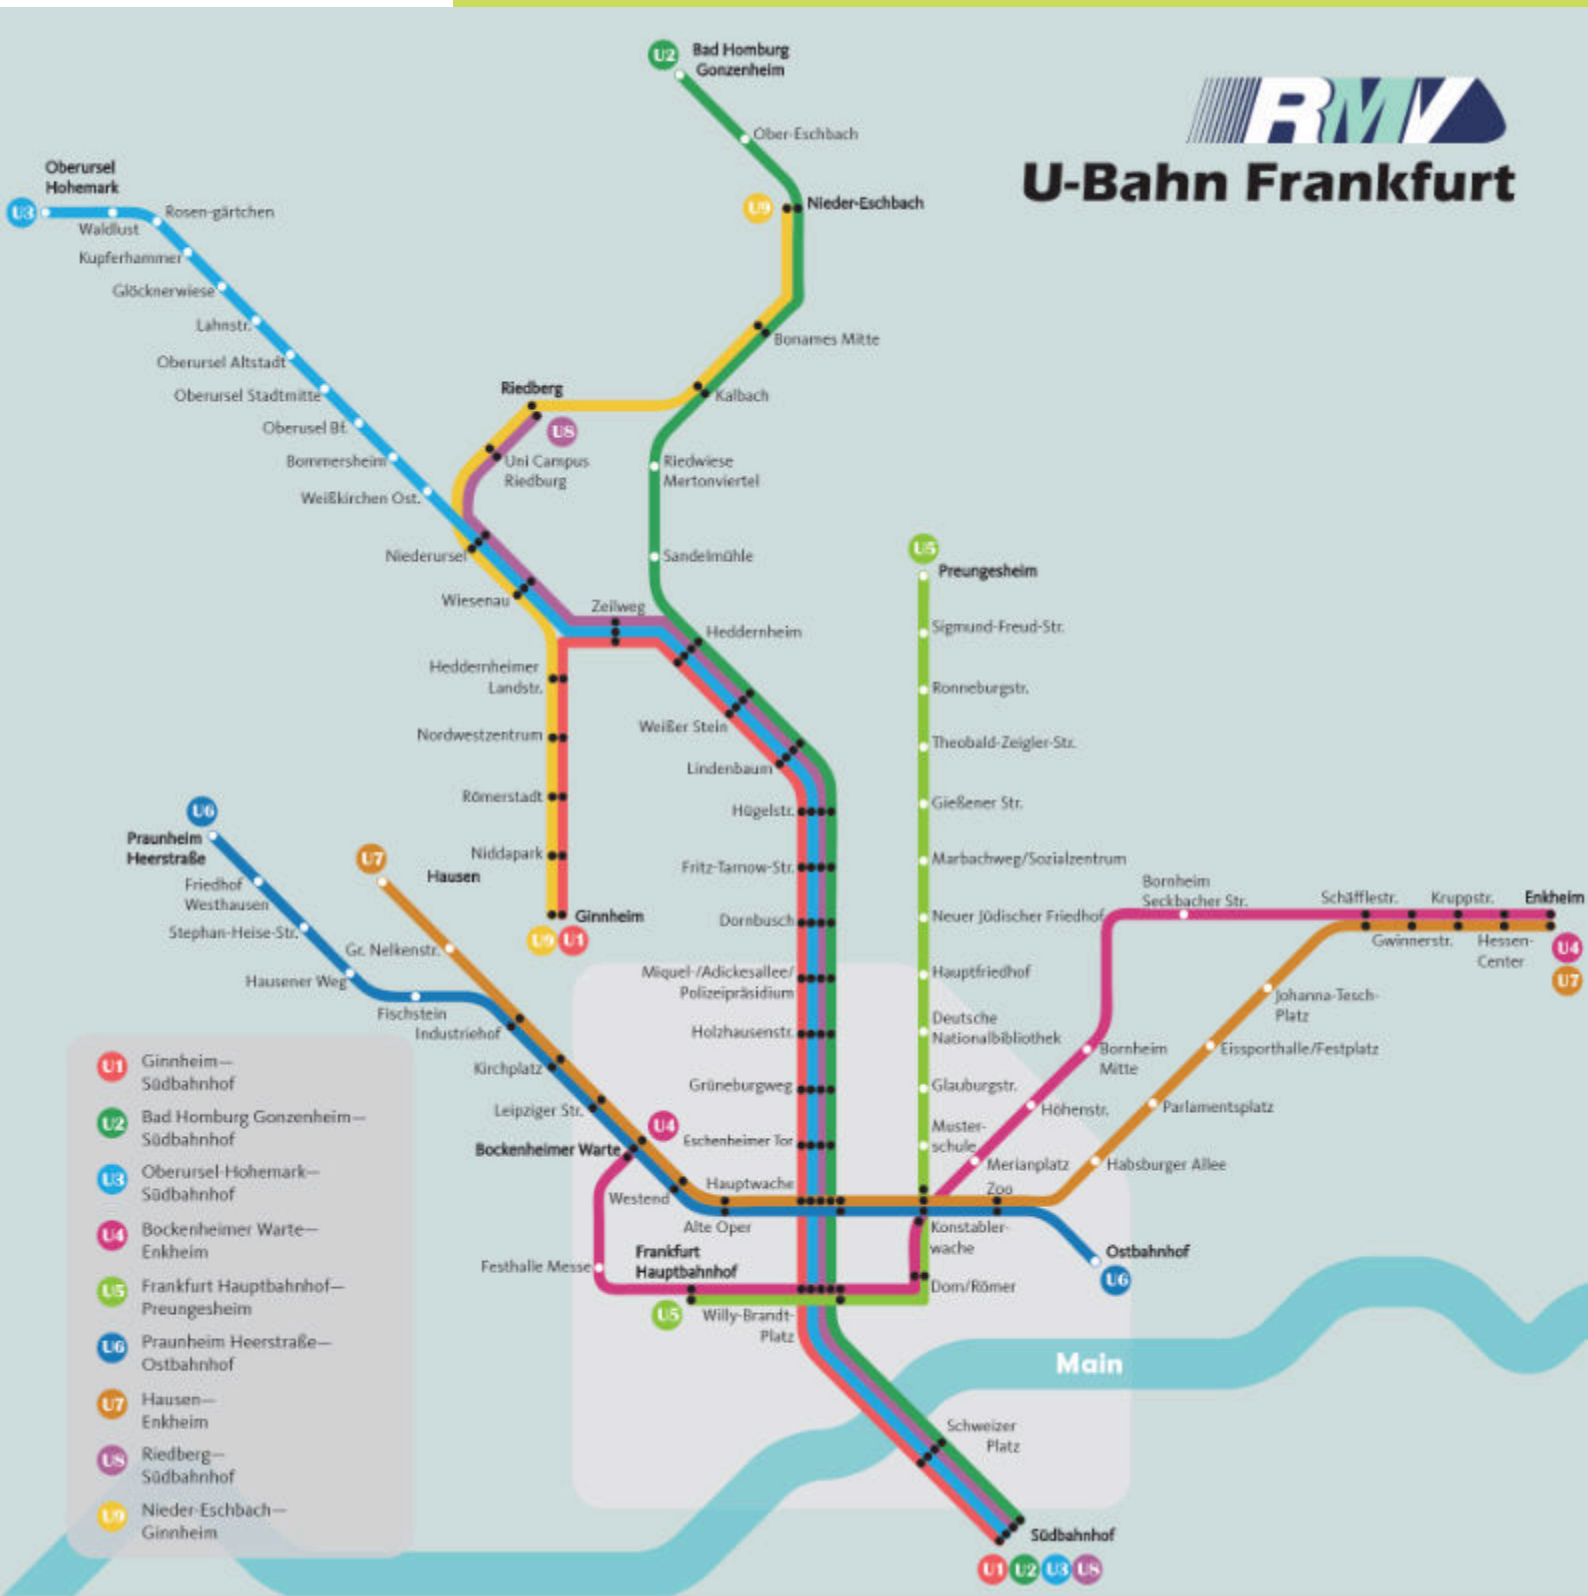 U2
Bad Homburg
Gonzenheim
Ober-Eschbach
RMV
U-Bahn Frankfurt
Oberursel
Hohemark
U3
Rosen-gärtchen
Waldlust
U9
Nieder-Eschbach
Kupferhammer
Glöcknerwiese
Lahnstr.
Bonames Mitte
Oberursel Altstadt
Oberursel Stadtmitte
Riedberg
Kalbach
Oberusel Bf.
U8
Bommersheim
Uni Campus
Riedburg
Riedwiese
Mertonviertel
Weißkirchen Ost.
Niederursel
Sandelmühle
U5
Preungesheim
Wiesenau
Zeilweg
Heddernheim
Sigmund-Freud-Str.
Heddernheimer
Landstr.
Ronneburgstr.
Weißer Stein
Nordwestzentrum
Theobald-Zeigler-Str.
Lindenbaum
Römerstadt
Hügelstr.
Gießener Str.
U6
Praunheim
Heerstraße
U7
Hausen
Niddapark
Fritz-Tarnow-Str.
Marbachweg/Sozialzentrum
Friedhof
Westhausen
Bornheim
Seckbacher Str.
Schäfflestr.
Kruppstr.
Enkheim
Stephan-Heise-Str.
Ginnheim
U9
U1
Dornbusch
Neuer Jüdischer Friedhof
Gwinnerstr.
Hessen-
Center
U4
U7
Gr. Nelkenstr.
Hausener Weg
Miquel-/Adickesallee/
Polizeipräsidium
Hauptfriedhof
Johanna-Tesch-
Platz
Fischstein
Industriehof
Holzhausenstr.
Deutsche
Nationalbibliothek
Bornheim
Mitte
Eissporthalle/Festplatz
Kirchplatz
Grüneburgweg
Glauburgstr.
Höhenstr.
Parlamentsplatz
Leipziger Str.
U4
Bockenheimer Warte
Eschenheimer Tor
Muster-
schule
Merianplatz
Habsburger Allee
Westend
Hauptwache
Zoo
Alte Oper
Konstabler-
wache
Ostbahnhof
U6
Festhalle Messe
Frankfurt
Hauptbahnhof
Dom/Römer
U5
Willy-Brandt-
Platz
Main
Schweizer
Platz
Südbahnhof
U1
U2
U3
U8
U1
Ginnheim—
Südbahnhof
U2
Bad Homburg Gonzenheim—
Südbahnhof
U3
Oberursel-Hohemark—
Südbahnhof
U4
Bockenheimer Warte—
Enkheim
U5
Frankfurt Hauptbahnhof—
Preungesheim
U6
Praunheim Heerstraße—
Ostbahnhof
U7
Hausen—
Enkheim
U8
Riedberg—
Südbahnhof
U9
Nieder-Eschbach—
Ginnheim